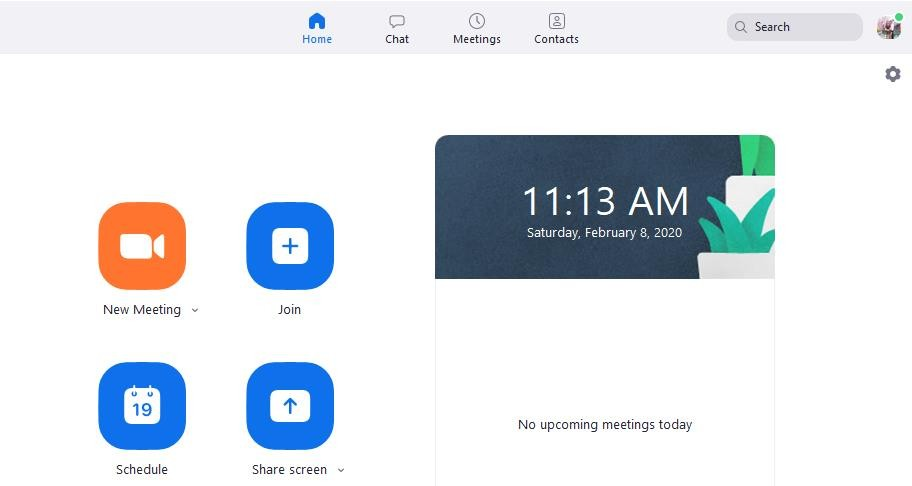 Home
Chat
Meetings
Contacts
Search
11:13 AM
Saturday, February 8, 2020
New Meeting
Join
19
Schedule
Share screen
No upcoming meetings today